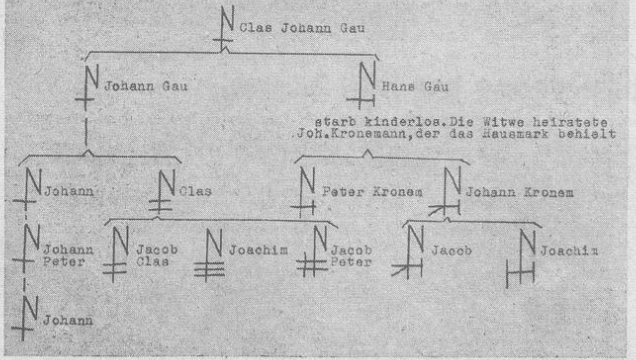 Clas Johann Gau
Johann Gau
Hans Gau
starb kinderlos. Die Witwe heiratete
Joh. Kronemann, der das Hausmark behielt
Johann
Clas
Peter Kronem
Johann Kronem
Johann
Peter
Jacob
Clas
Joachim
Jacob
Peter
Jacob
Joachim
Johann